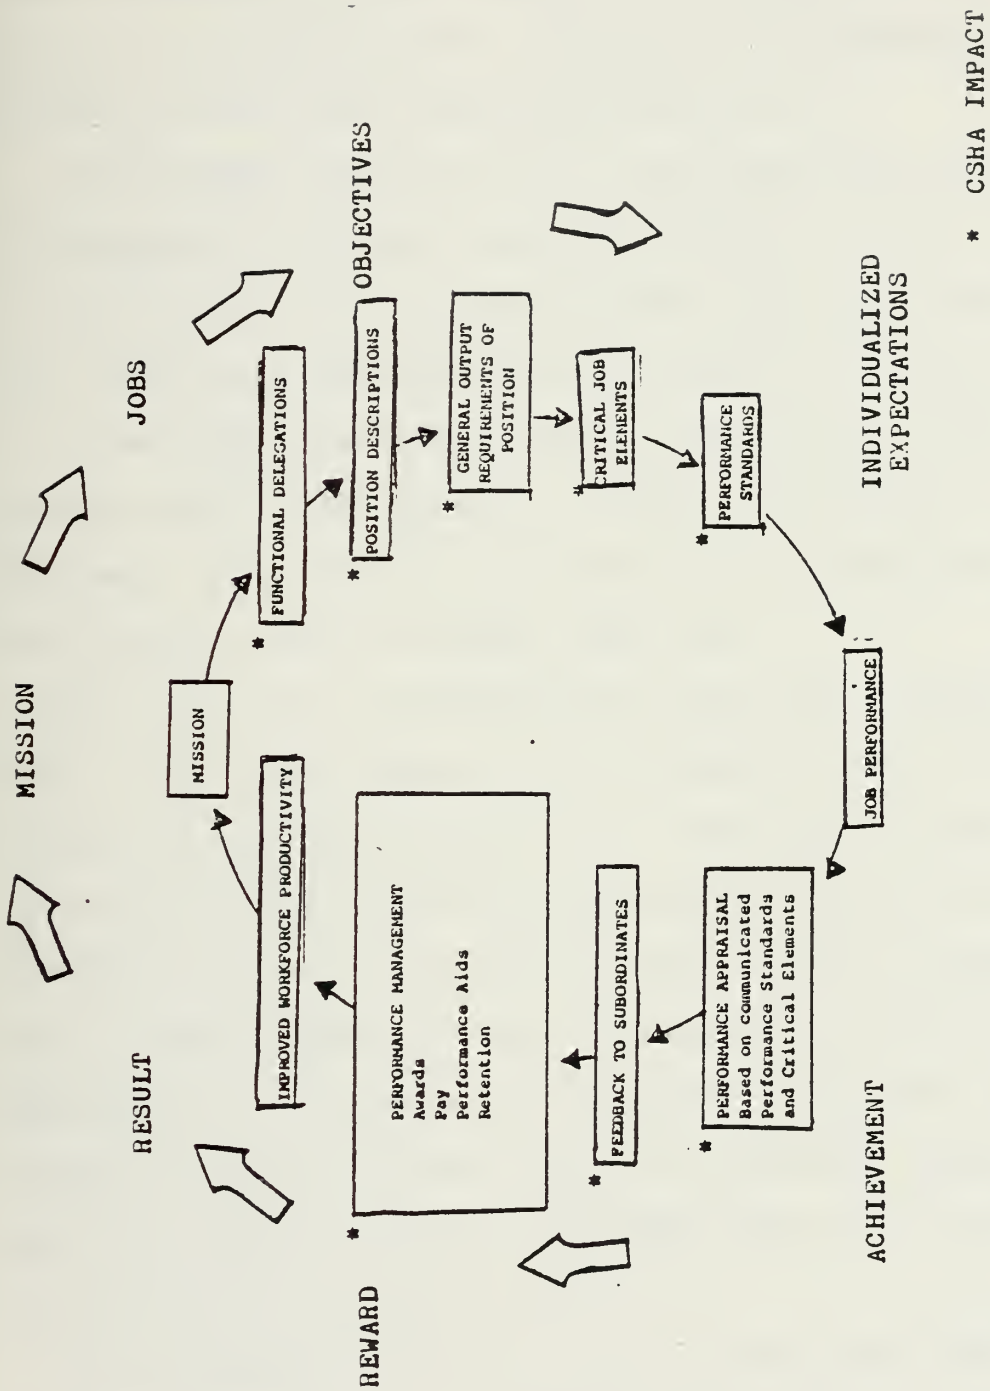 MISSION
JOBS
OBJECTIVES
INDIVIDUALIZED
EXPECTATIONS
ACHIEVEMENT
REWARD
RESULT
MISSION
* FUNCTIONAL DELEGATIONS
* POSITION DESCRIPTIONS
* GENERAL OUTPUT
REQUIREMENTS OF
POSITION
* CRITICAL JOB
ELEMENTS
* PERFORMANCE
STANDARDS
JOB PERFORMANCE
* PERFORMANCE APPRAISAL
Based on communicated
Performance Standards
and Critical Elements
* FEEDBACK TO SUBORDINATES
* PERFORMANCE MANAGEMENT
Awards
Pay
Performance Aids
Retention
IMPROVED WORKFORCE PRODUCTIVITY
* CSHA IMPACT